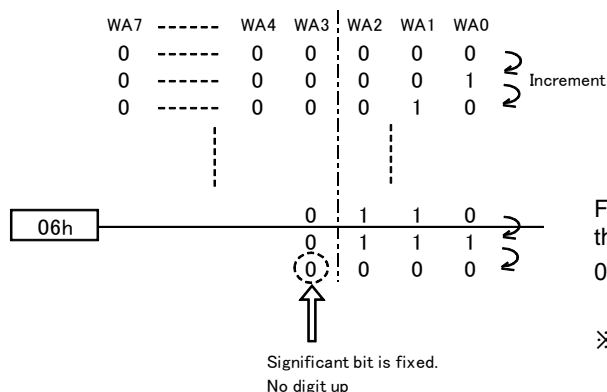 WA7 ------ WA4 WA3 WA2 WA1 WA0
0 ------ 0 0 0 0 0
0 ------ 0 0 0 0 1
Increment
0 ------ 0 0 0 1 0
0 1 1 0
06h
0 1 1 1
0 0 0 0
Significant bit is fixed.
No digit up
F
th
0
※